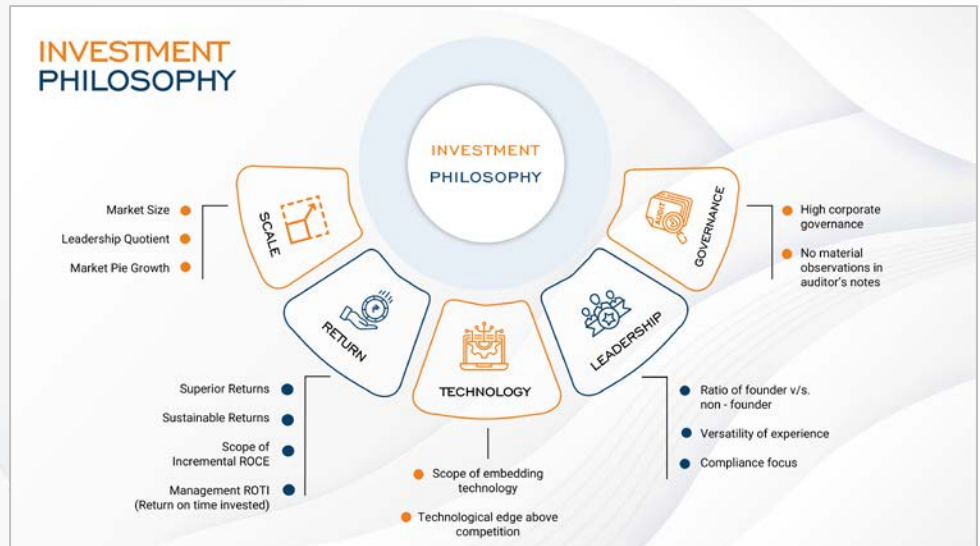 INVESTMENT
PHILOSOPHY
INVESTMENT
PHILOSOPHY
SCALE
Market Size
Leadership Quotient
Market Pie Growth
RETURN
Superior Returns
Sustainable Returns
Scope of
Incremental ROCE
Management ROTI
(Return on time invested)
TECHNOLOGY
Scope of embedding
technology
Technological edge above
competition
LEADERSHIP
Ratio of founder v/s.
non - founder
Versatility of experience
Compliance focus
AUDIT
GOVERNANCE
High corporate
governance
No material
observations in
auditor's notes